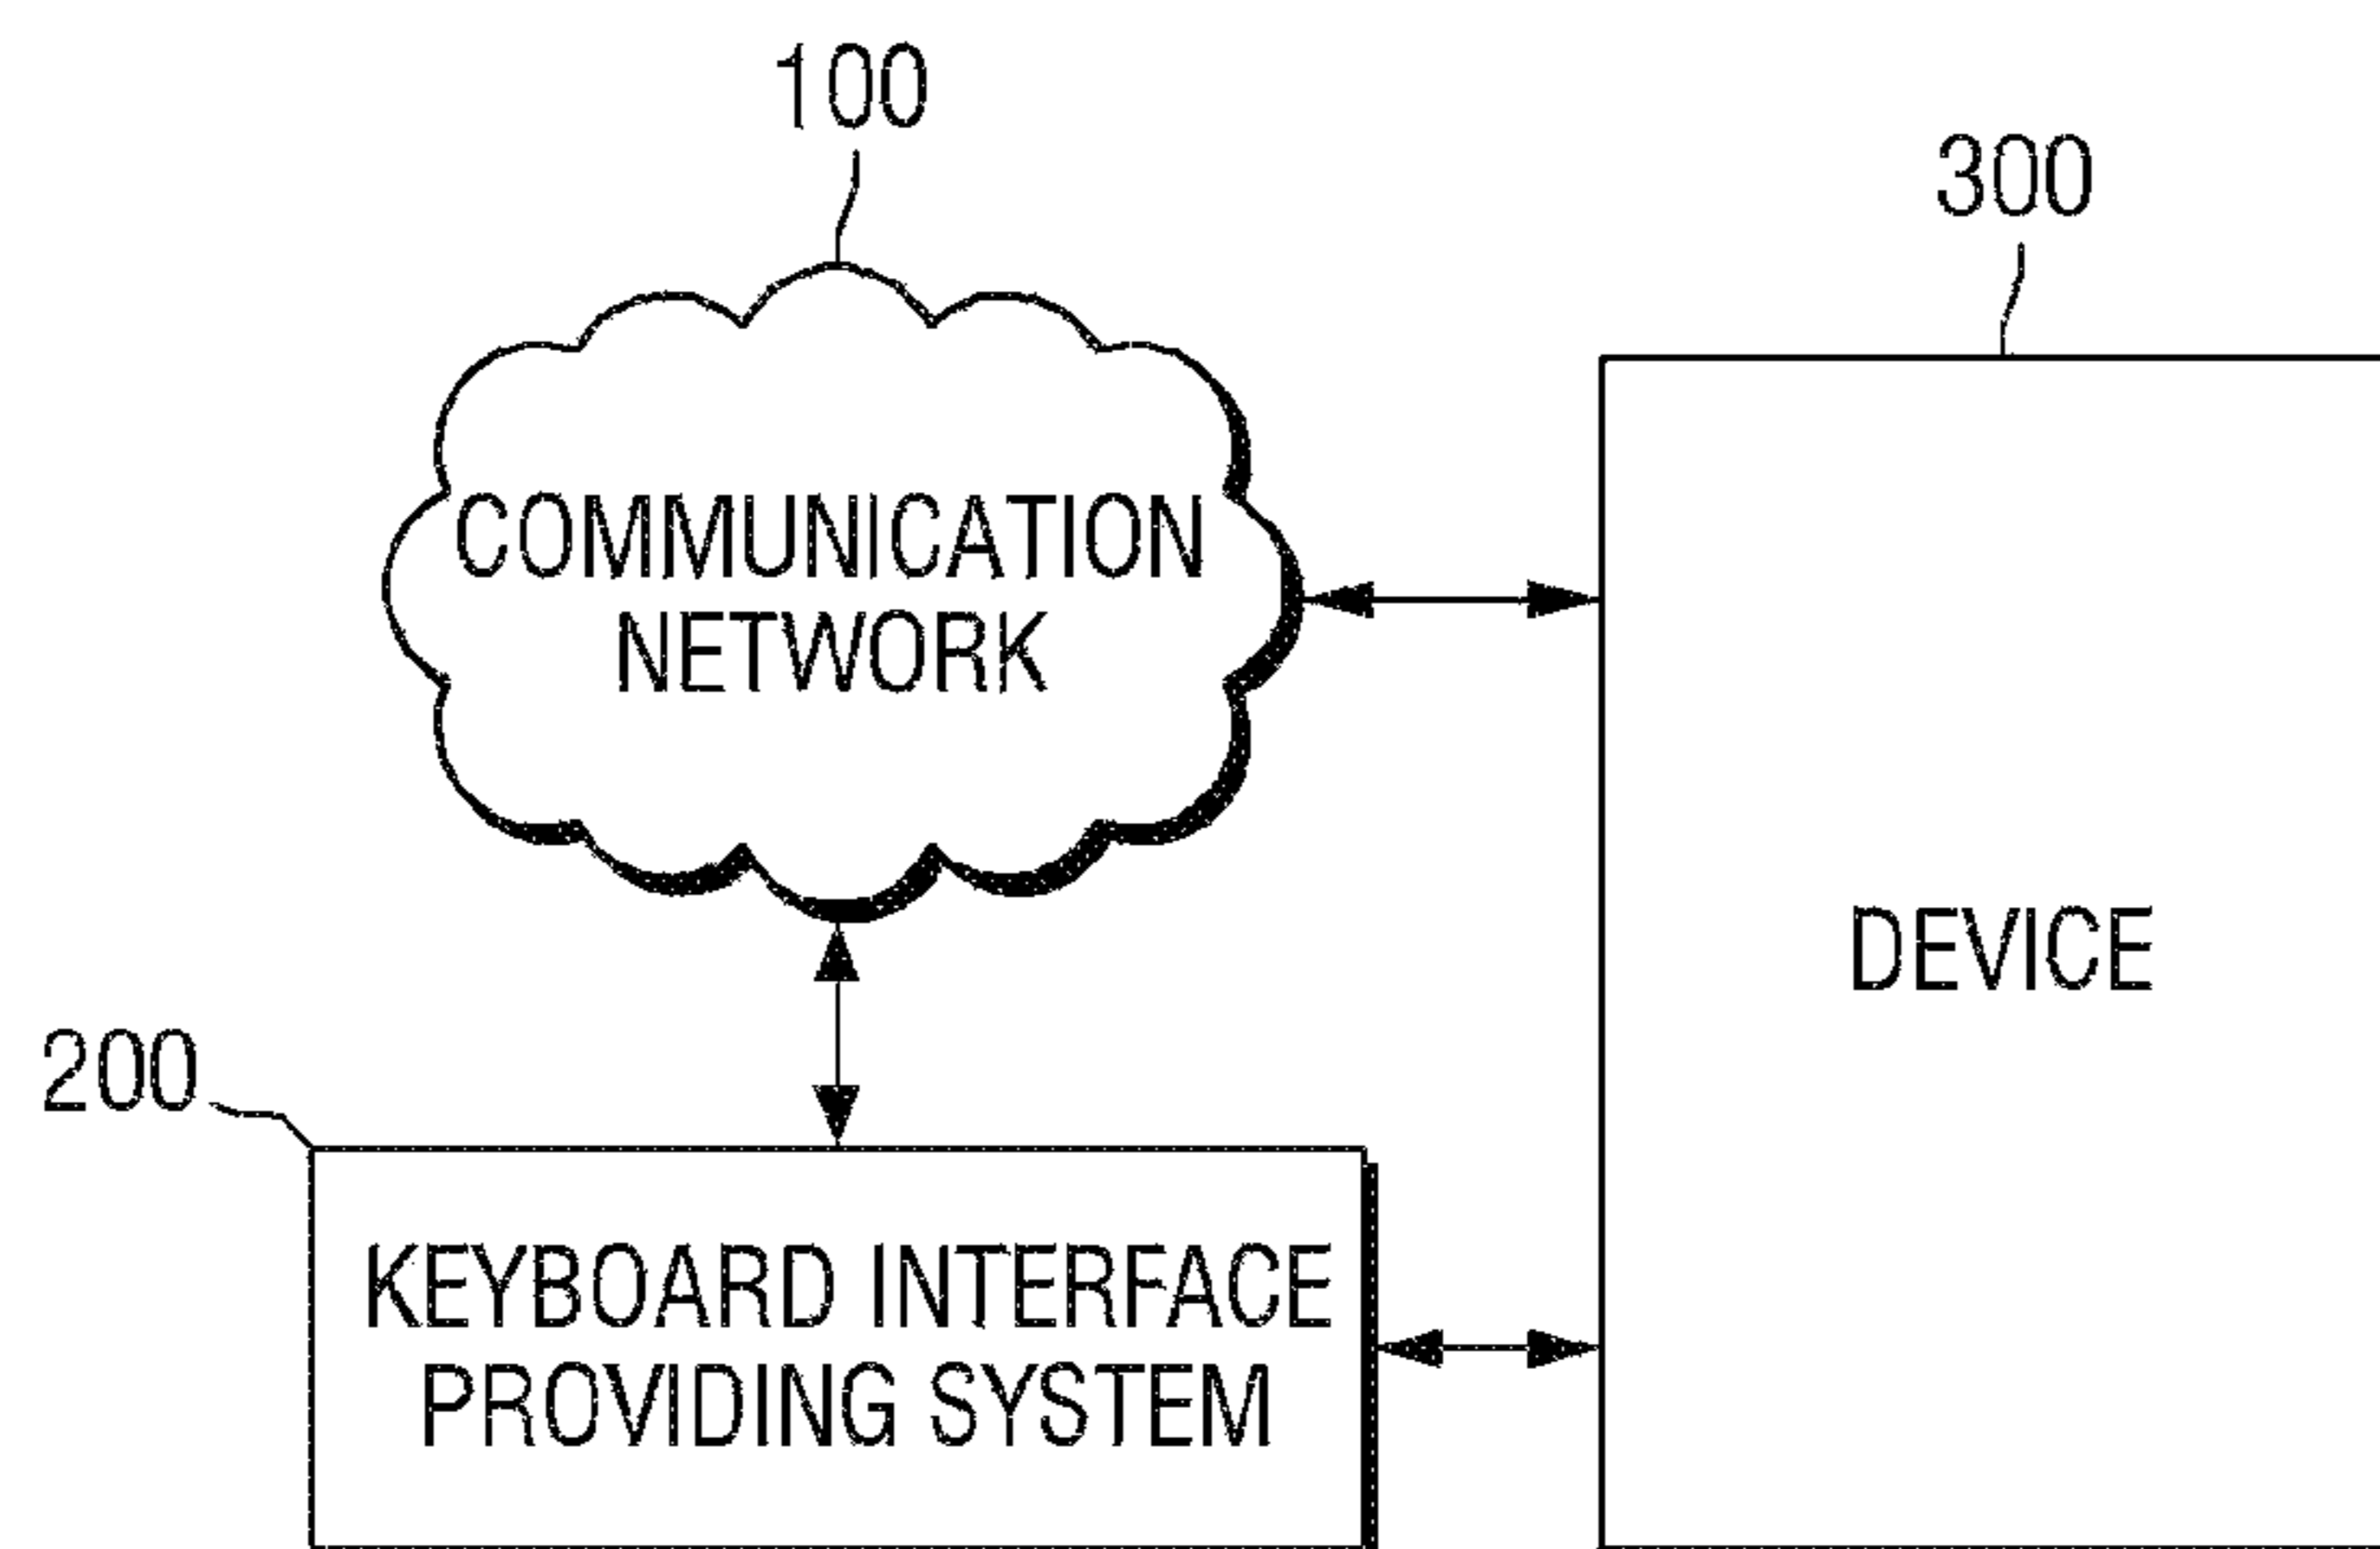 100
300
COMMUNICATION
NETWORK
DEVICE
200
KEYBOARD INTERFACE
PROVIDING SYSTEM